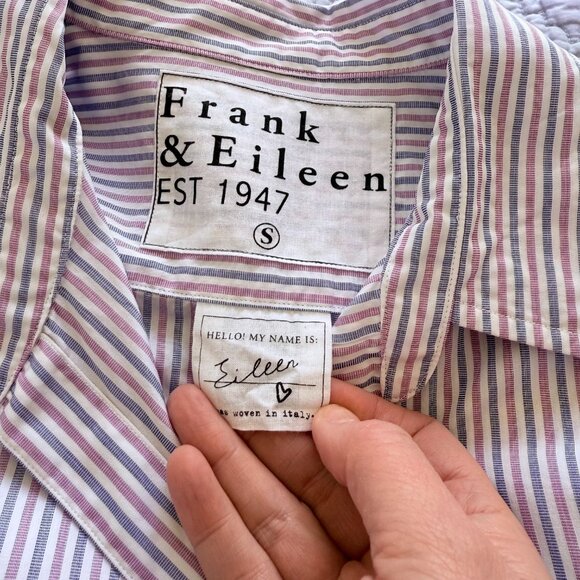 Frank
& Eileen
EST 1947
S
HELLO! MY NAME IS:
Eileen
woven in italy.